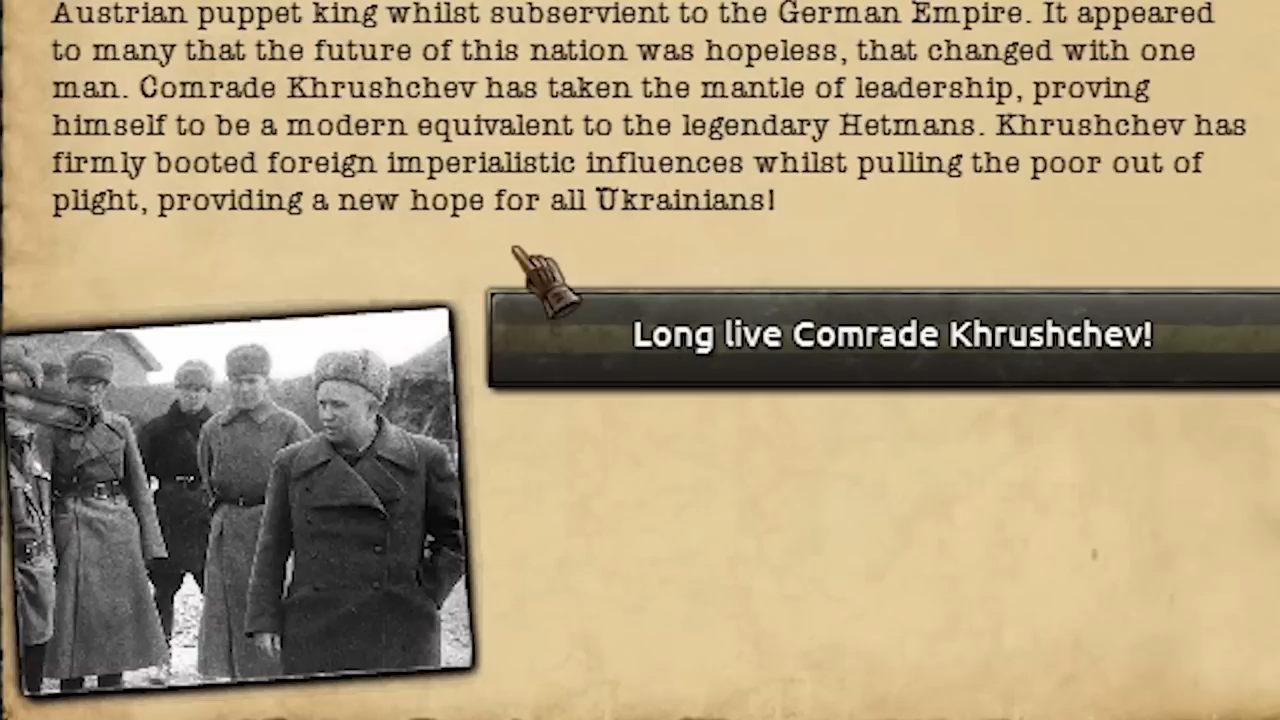 Austrian puppet king whilst subservient to the German Empire. It appeared
to many that the future of this nation was hopeless, that changed with one
man. Comrade Khrushchev has taken the mantle of leadership, proving
himself to be a modern equivalent to the legendary Hetmans. Khrushchev has
firmly booted foreign imperialistic influences whilst pulling the poor out of
plight, providing a new hope for all Ukrainians!
Long live Comrade Khrushchev!